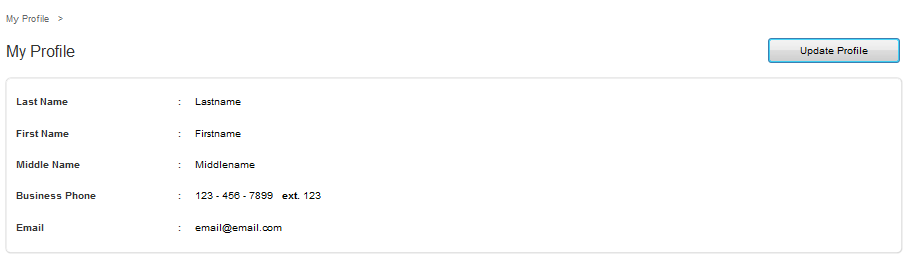 My Profile >
My Profile
Update Profile
Last Name : Lastname
First Name : Firstname
Middle Name : Middlename
Business Phone : 123 - 456 - 7899 ext. 123
Email : email@email.com